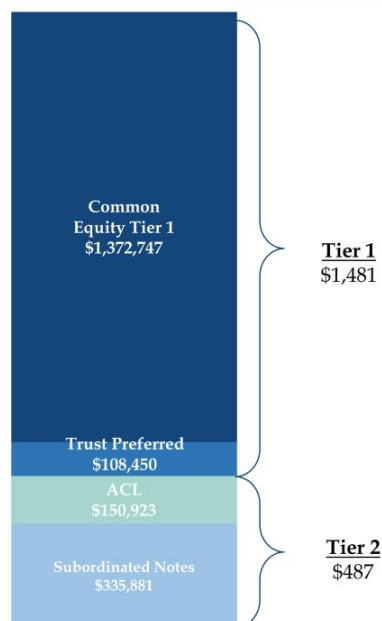 Common
Equity Tier 1
$1,372,747
Tier 1
$1,481
Trust Preferred
$108,450
ACL
$150,923
Subordinated Notes
$335,881
Tier 2
$487